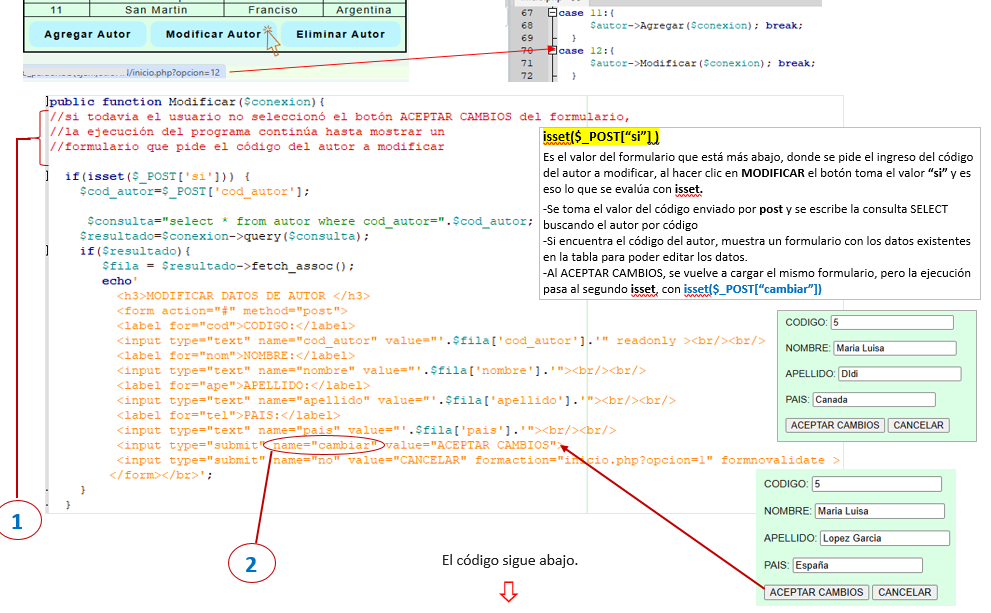 11 San Martin Franciso Argentina
Agregar Autor Modificar Autor Eliminar Autor
/inicio.php?opcion=12
67 case 11:{
68 $autor->Agregar($conexion); break;
69 }
70 case 12:{
71 $autor->Modificar($conexion); break;
72 }
public function Modificar($conexion){
//si todavia el usuario no seleccionó el botón ACEPTAR CAMBIOS del formulario,
//la ejecución del programa continúa hasta mostrar un
//formulario que pide el código del autor a modificar
if(isset($_POST['si'])) {
$cod_autor=$_POST['cod_autor'];
$consulta="select * from autor where cod_autor=".$cod_autor;
$resultado=$conexion->query($consulta);
if($resultado){
$fila = $resultado->fetch_assoc();
echo'
<h3>MODIFICAR DATOS DE AUTOR </h3>
<form action="#" method="post">
<label for="cod">CODIGO:</label>
<input type="text" name="cod_autor" value="'.$fila['cod_autor'].'" readonly ><br/><br/>
<label for="nom">NOMBRE:</label>
<input type="text" name="nombre" value="'.$fila['nombre'].'"><br/><br/>
<label for="ape">APELLIDO:</label>
<input type="text" name="apellido" value="'.$fila['apellido'].'"><br/><br/>
<label for="tel">PAIS:</label>
<input type="text" name="pais" value="'.$fila['pais'].'"><br/><br/>
<input type="submit" name="cambiar" value="ACEPTAR CAMBIOS">
<input type="submit" name="no" value="CANCELAR" formaction="inicio.php?opcion=1" formnovalidate >
</form></br>';
}
}
isset($_POST[“si”] )
Es el valor del formulario que está más abajo, donde se pide el ingreso del código
del autor a modificar, al hacer clic en MODIFICAR el botón toma el valor “si” y es
eso lo que se evalúa con isset.
-Se toma el valor del código enviado por post y se escribe la consulta SELECT
buscando el autor por código
-Si encuentra el código del autor, muestra un formulario con los datos existentes
en la tabla para poder editar los datos.
-Al ACEPTAR CAMBIOS, se vuelve a cargar el mismo formulario, pero la ejecución
pasa al segundo isset, con isset($_POST[“cambiar”])
CODIGO: 5
NOMBRE: Maria Luisa
APELLIDO: DIdi
PAIS: Canada
ACEPTAR CAMBIOS CANCELAR
CODIGO: 5
NOMBRE: Maria Luisa
APELLIDO: Lopez Garcia
PAIS: España
ACEPTAR CAMBIOS CANCELAR
1
2
El código sigue abajo.